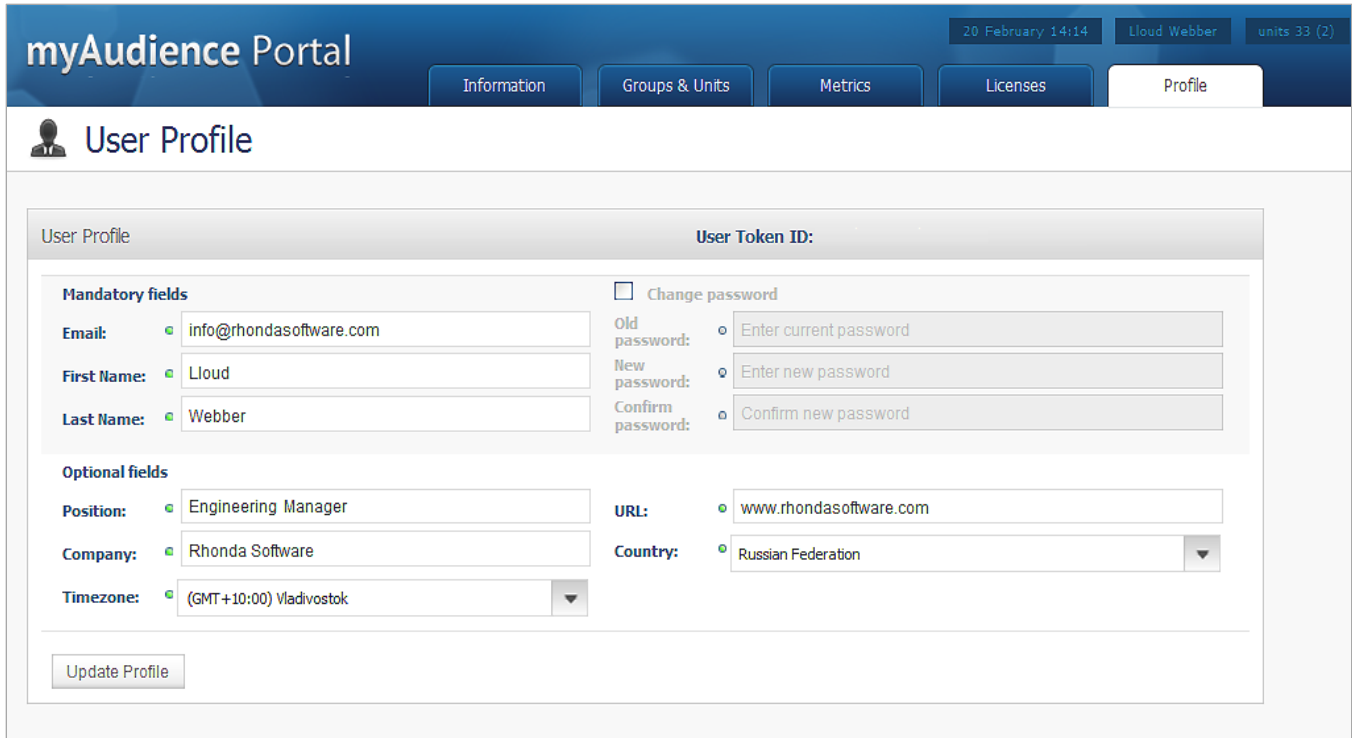 myAudience Portal
20 February 14:14
Lloud Webber
units 33 (2)
Information
Groups & Units
Metrics
Licenses
Profile
User Profile
User Profile
User Token ID:
Mandatory fields
Email: info@rhondasoftware.com
First Name: Lloud
Last Name: Webber
Change password
Old password: Enter current password
New password: Enter new password
Confirm password: Confirm new password
Optional fields
Position: Engineering Manager
Company: Rhonda Software
Timezone: (GMT+10:00) Vladivostok
URL: www.rhondasoftware.com
Country: Russian Federation
Update Profile